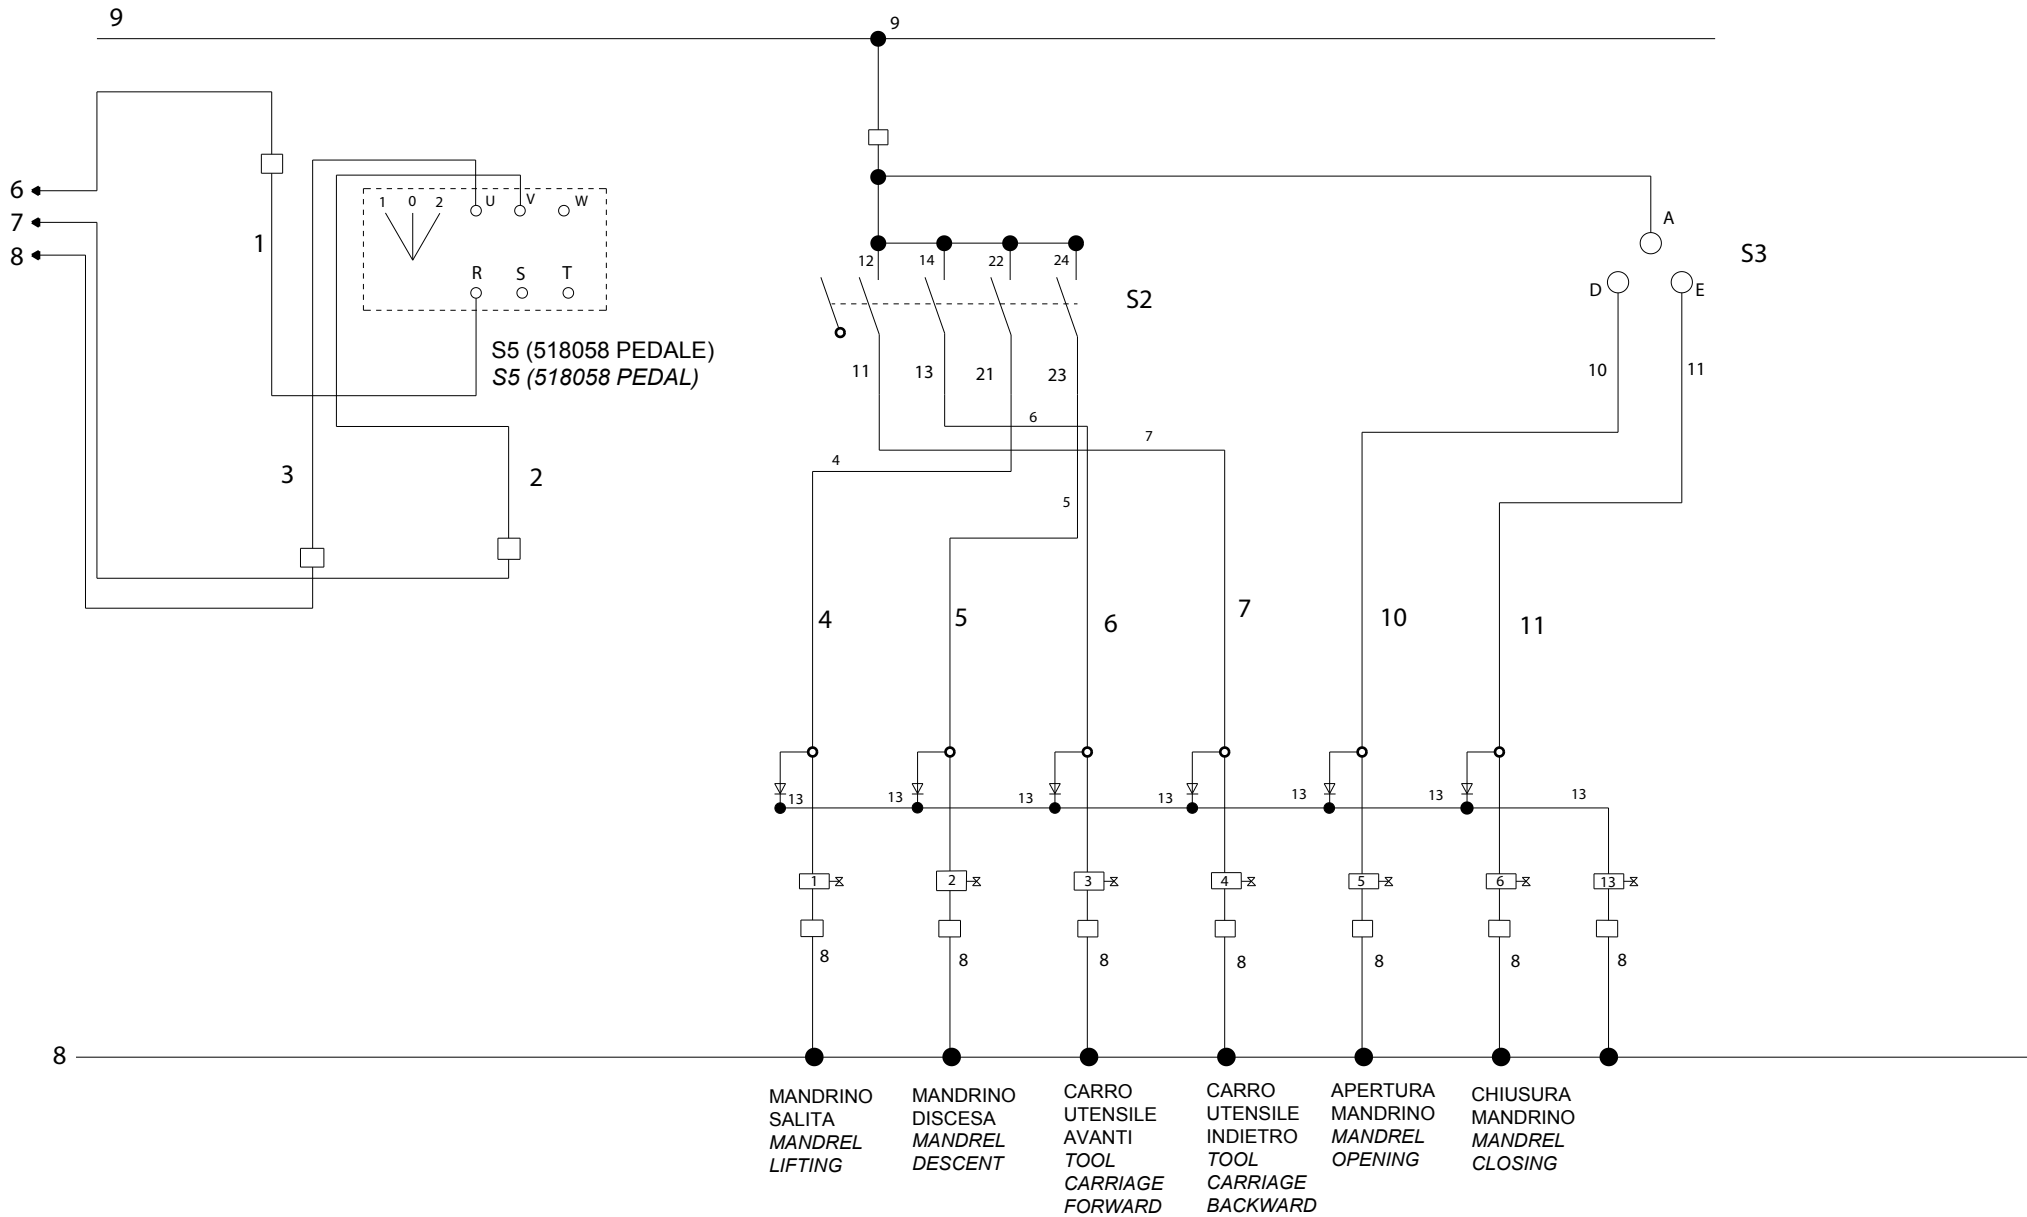 9
9
6
7
8
1
1 0 2
U V W
R S T
S5 (518058 PEDALE)
S5 (518058 PEDAL)
3
2
12 14 22 24
S2
11 13 21 23
A
S3
D E
10 11
6
7
4
5
4 5 6 7 10 11
13 13 13 13 13 13 13
1 2 3 4 5 6 13
8 8 8 8 8 8 8
8
MANDRINO
SALITA
MANDREL
LIFTING
MANDRINO
DISCESA
MANDREL
DESCENT
CARRO
UTENSILE
AVANTI
TOOL
CARRIAGE
FORWARD
CARRO
UTENSILE
INDIETRO
TOOL
CARRIAGE
BACKWARD
APERTURA
MANDRINO
MANDREL
OPENING
CHIUSURA
MANDRINO
MANDREL
CLOSING